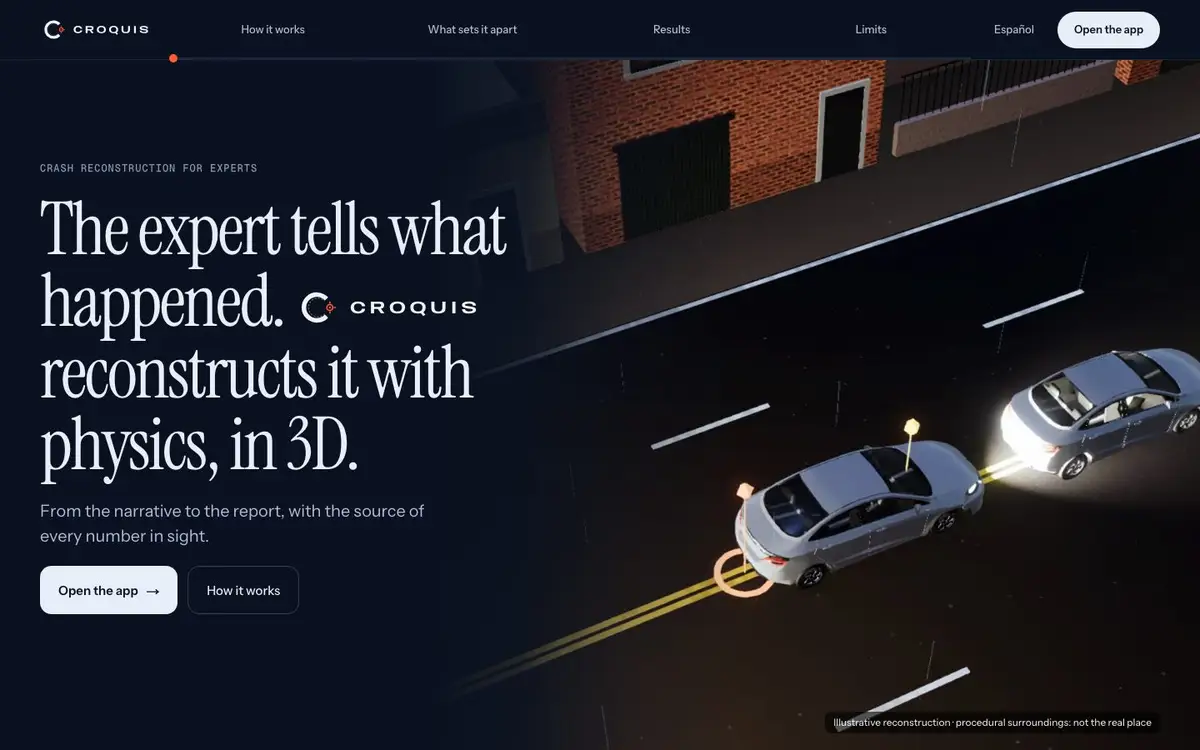 CROQUIS
How it works
What sets it apart
Results
Limits
Español
Open the app
CRASH RECONSTRUCTION FOR EXPERTS
The expert tells what
happened. CROQUIS
reconstructs it with
physics, in 3D.
From the narrative to the report, with the source of
every number in sight.
Open the app →
How it works
Illustrative reconstruction · procedural surroundings: not the real place